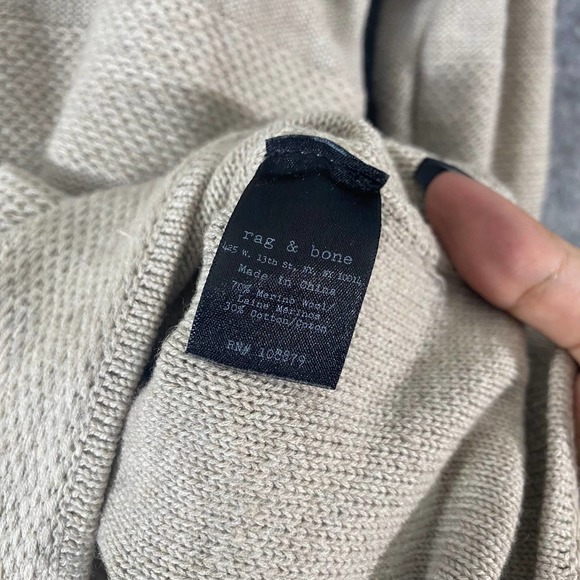 rag & bone
425 W. 13th St, NY, NY 10014
Made in China
70% Merino Wool/
Laine Merinos
30% Cotton/Coton
RN#